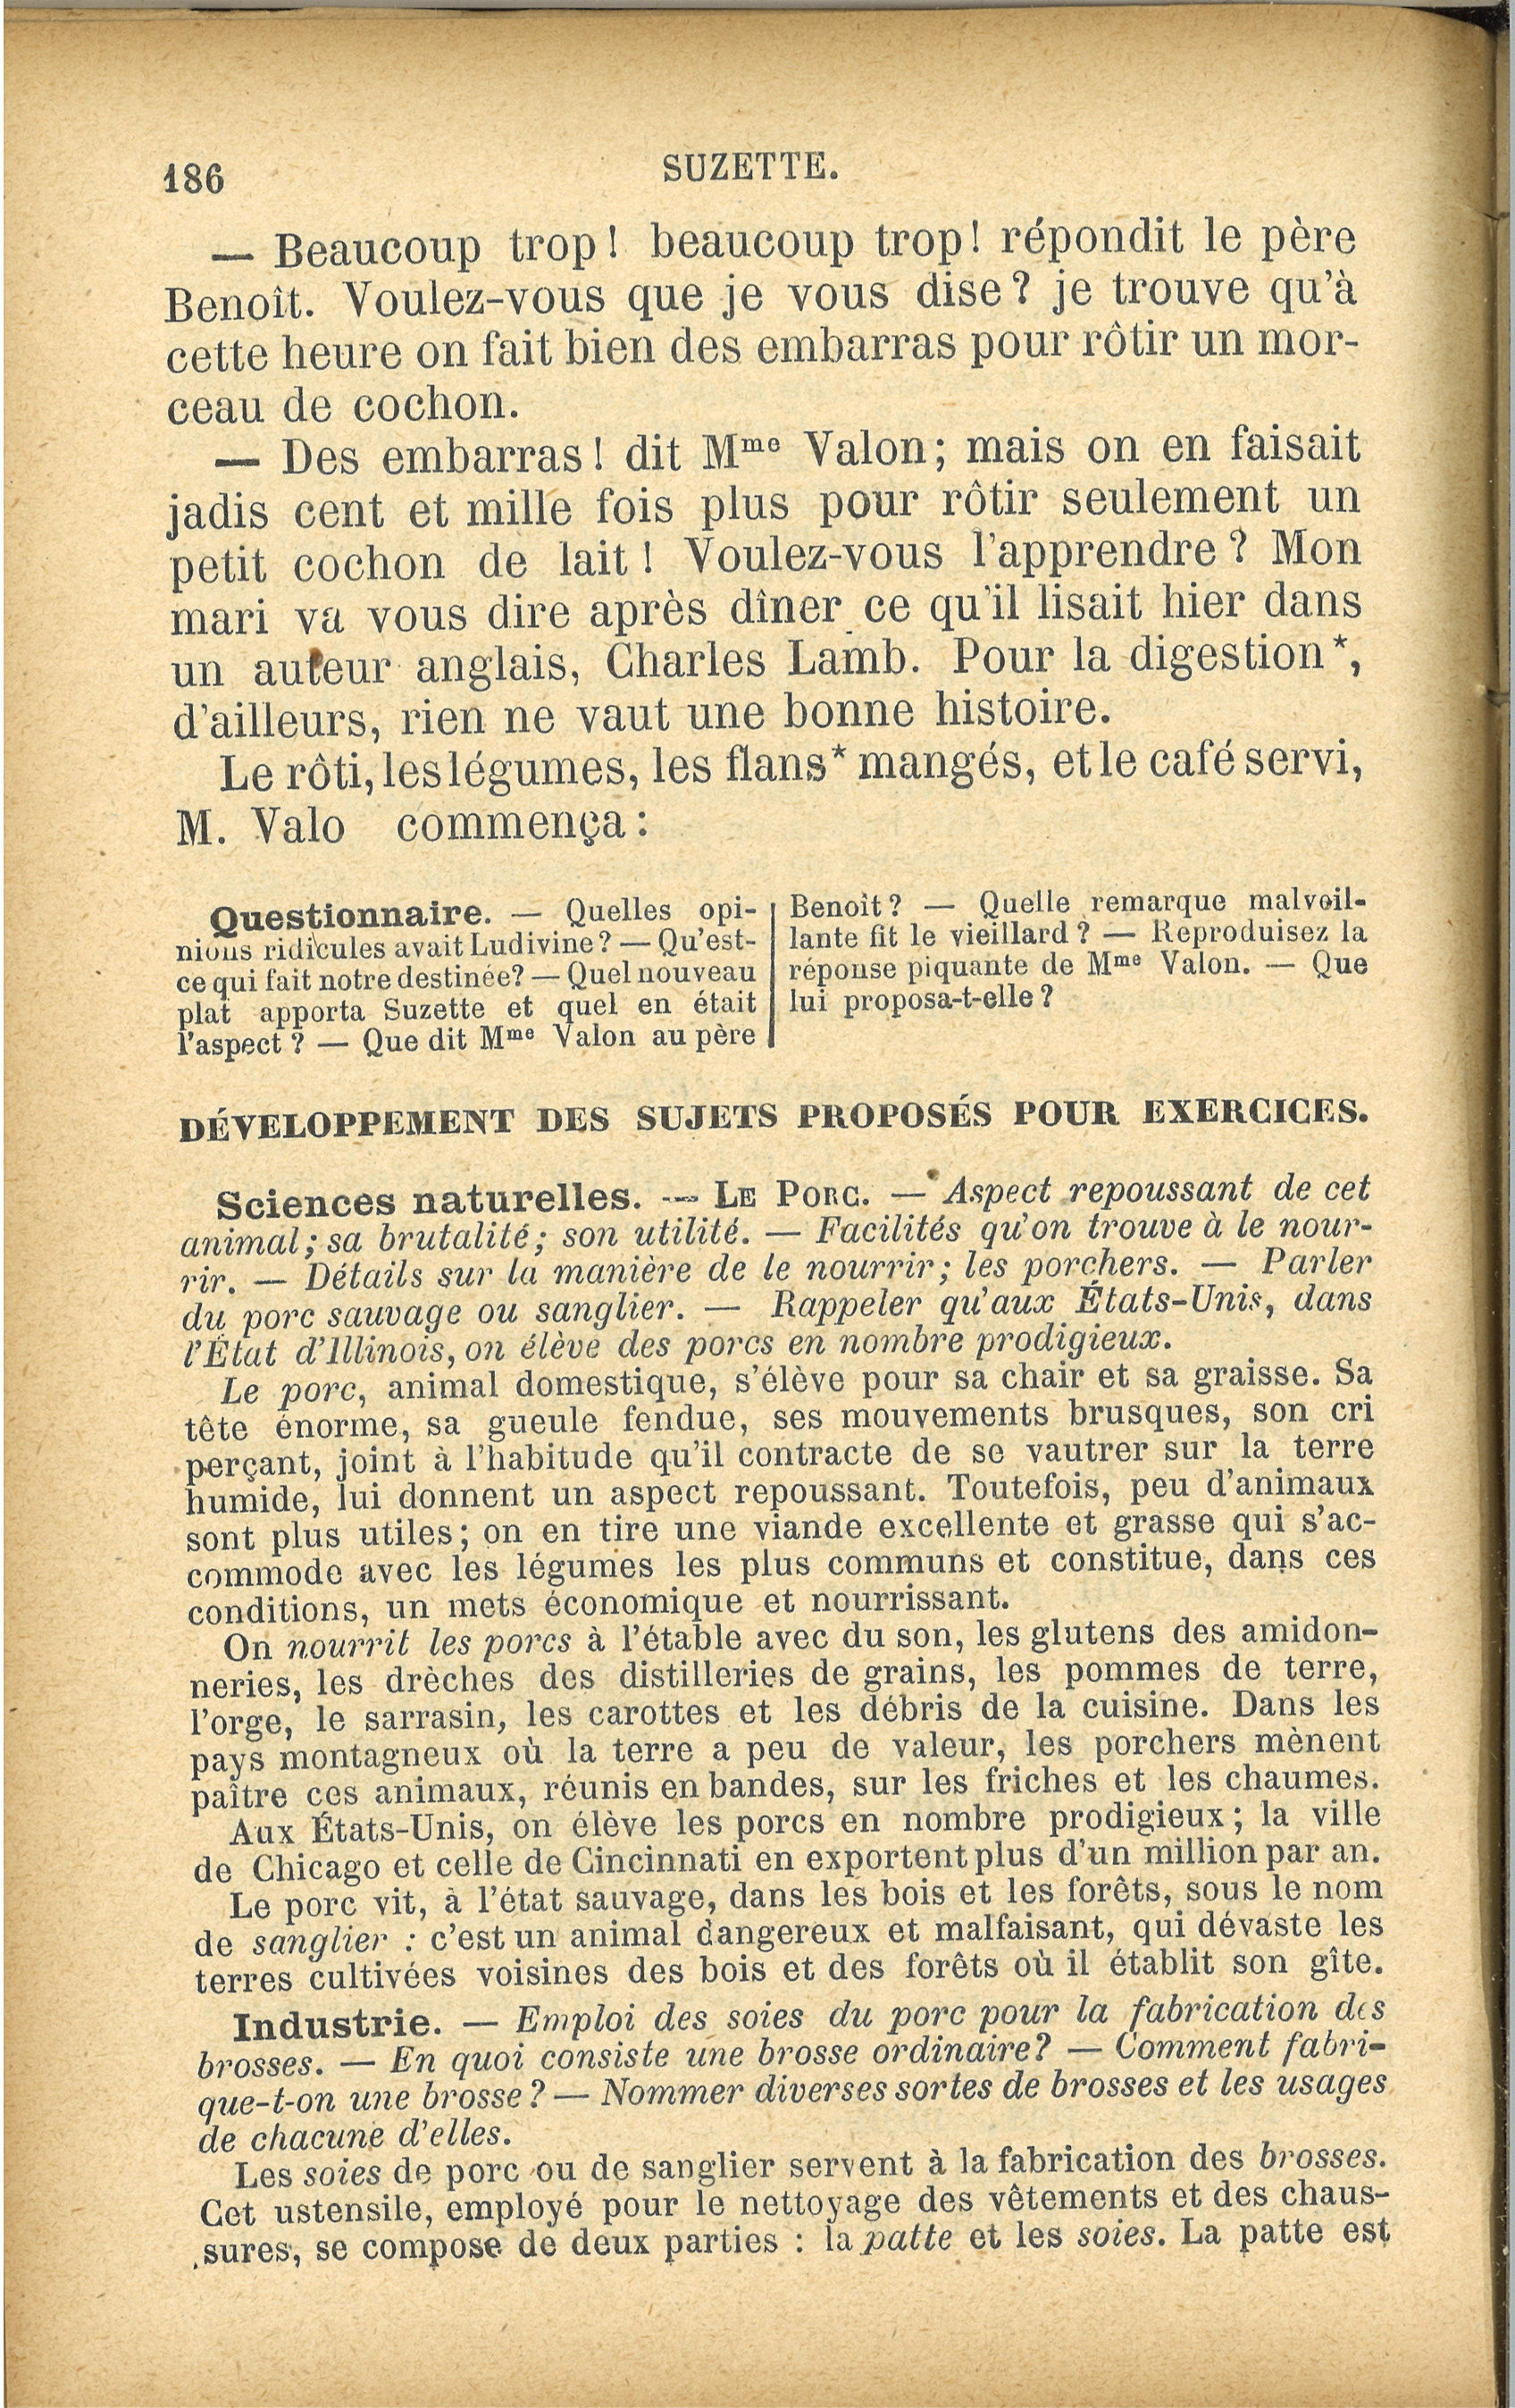 186
SUZETTE.
— Beaucoup trop! beaucoup trop! répondit le père
Benoît. Voulez-vous que je vous dise? je trouve qu'à
cette heure on fait bien des embarras pour rôtir un mor-
ceau de cochon.
— Des embarras! dit Mme Valon; mais on en faisait
jadis cent et mille fois plus pour rôtir seulement un
petit cochon de lait! Voulez-vous l'apprendre? Mon
mari va vous dire après dîner ce qu'il lisait hier dans
un auteur anglais, Charles Lamb. Pour la digestion*,
d'ailleurs, rien ne vaut une bonne histoire.
Le rôti, les légumes, les flans* mangés, et le café servi,
M. Valo commença:
Questionnaire. — Quelles opi-
nions ridicules avait Ludivine? — Qu'est-
ce qui fait notre destinée? — Quel nouveau
plat apporta Suzette et quel en était
l'aspect? — Que dit Mme Valon au père
Benoît? — Quelle remarque malveil-
lante fit le vieillard? — Reproduisez la
réponse piquante de Mme Valon. — Que
lui proposa-t-elle?
DÉVELOPPEMENT DES SUJETS PROPOSÉS POUR EXERCICES.
Sciences naturelles. — LE PORC. — Aspect repoussant de cet
animal; sa brutalité; son utilité. — Facilités qu'on trouve à le nour-
rir. — Détails sur la manière de le nourrir; les porchers. — Parler
du porc sauvage ou sanglier. — Rappeler qu'aux États-Unis, dans
l'État d'Illinois, on élève des porcs en nombre prodigieux.
Le porc, animal domestique, s'élève pour sa chair et sa graisse. Sa
tête énorme, sa gueule fendue, ses mouvements brusques, son cri
perçant, joint à l'habitude qu'il contracte de se vautrer sur la terre
humide, lui donnent un aspect repoussant. Toutefois, peu d'animaux
sont plus utiles; on en tire une viande excellente et grasse qui s'ac-
commode avec les légumes les plus communs et constitue, dans ces
conditions, un mets économique et nourrissant.
On nourrit les porcs à l'étable avec du son, les glutens des amidon-
neries, les drèches des distilleries de grains, les pommes de terre,
l'orge, le sarrasin, les carottes et les débris de la cuisine. Dans les
pays montagneux où la terre a peu de valeur, les porchers mènent
paître ces animaux, réunis en bandes, sur les friches et les chaumes.
Aux États-Unis, on élève les porcs en nombre prodigieux; la ville
de Chicago et celle de Cincinnati en exportent plus d'un million par an.
Le porc vit, à l'état sauvage, dans les bois et les forêts, sous le nom
de sanglier : c'est un animal dangereux et malfaisant, qui dévaste les
terres cultivées voisines des bois et des forêts où il établit son gîte.
Industrie. — Emploi des soies du porc pour la fabrication des
brosses. — En quoi consiste une brosse ordinaire? — Comment fabri-
que-t-on une brosse? — Nommer diverses sortes de brosses et les usages
de chacune d'elles.
Les soies de porc ou de sanglier servent à la fabrication des brosses.
Cet ustensile, employé pour le nettoyage des vêtements et des chaus-
sures, se compose de deux parties : la patte et les soies. La patte est